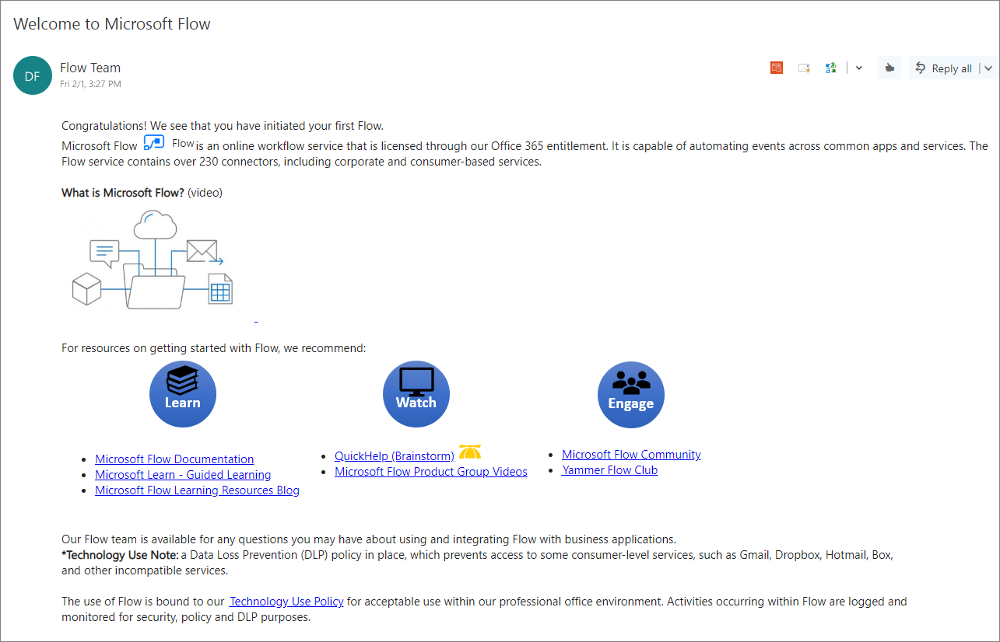 Welcome to Microsoft Flow
DF
Flow Team
Fri 2/1, 3:27 PM
Reply all
Congratulations! We see that you have initiated your first Flow.
Microsoft Flow Flow is an online workflow service that is licensed through our Office 365 entitlement. It is capable of automating events across common apps and services. The
Flow service contains over 230 connectors, including corporate and consumer-based services.
What is Microsoft Flow? (video)
For resources on getting started with Flow, we recommend:
Learn
Watch
Engage
• Microsoft Flow Documentation
• Microsoft Learn - Guided Learning
• Microsoft Flow Learning Resources Blog
• QuickHelp (Brainstorm)
• Microsoft Flow Product Group Videos
• Microsoft Flow Community
• Yammer Flow Club
Our Flow team is available for any questions you may have about using and integrating Flow with business applications.
*Technology Use Note: a Data Loss Prevention (DLP) policy in place, which prevents access to some consumer-level services, such as Gmail, Dropbox, Hotmail, Box,
and other incompatible services.
The use of Flow is bound to our Technology Use Policy for acceptable use within our professional office environment. Activities occurring within Flow are logged and
monitored for security, policy and DLP purposes.